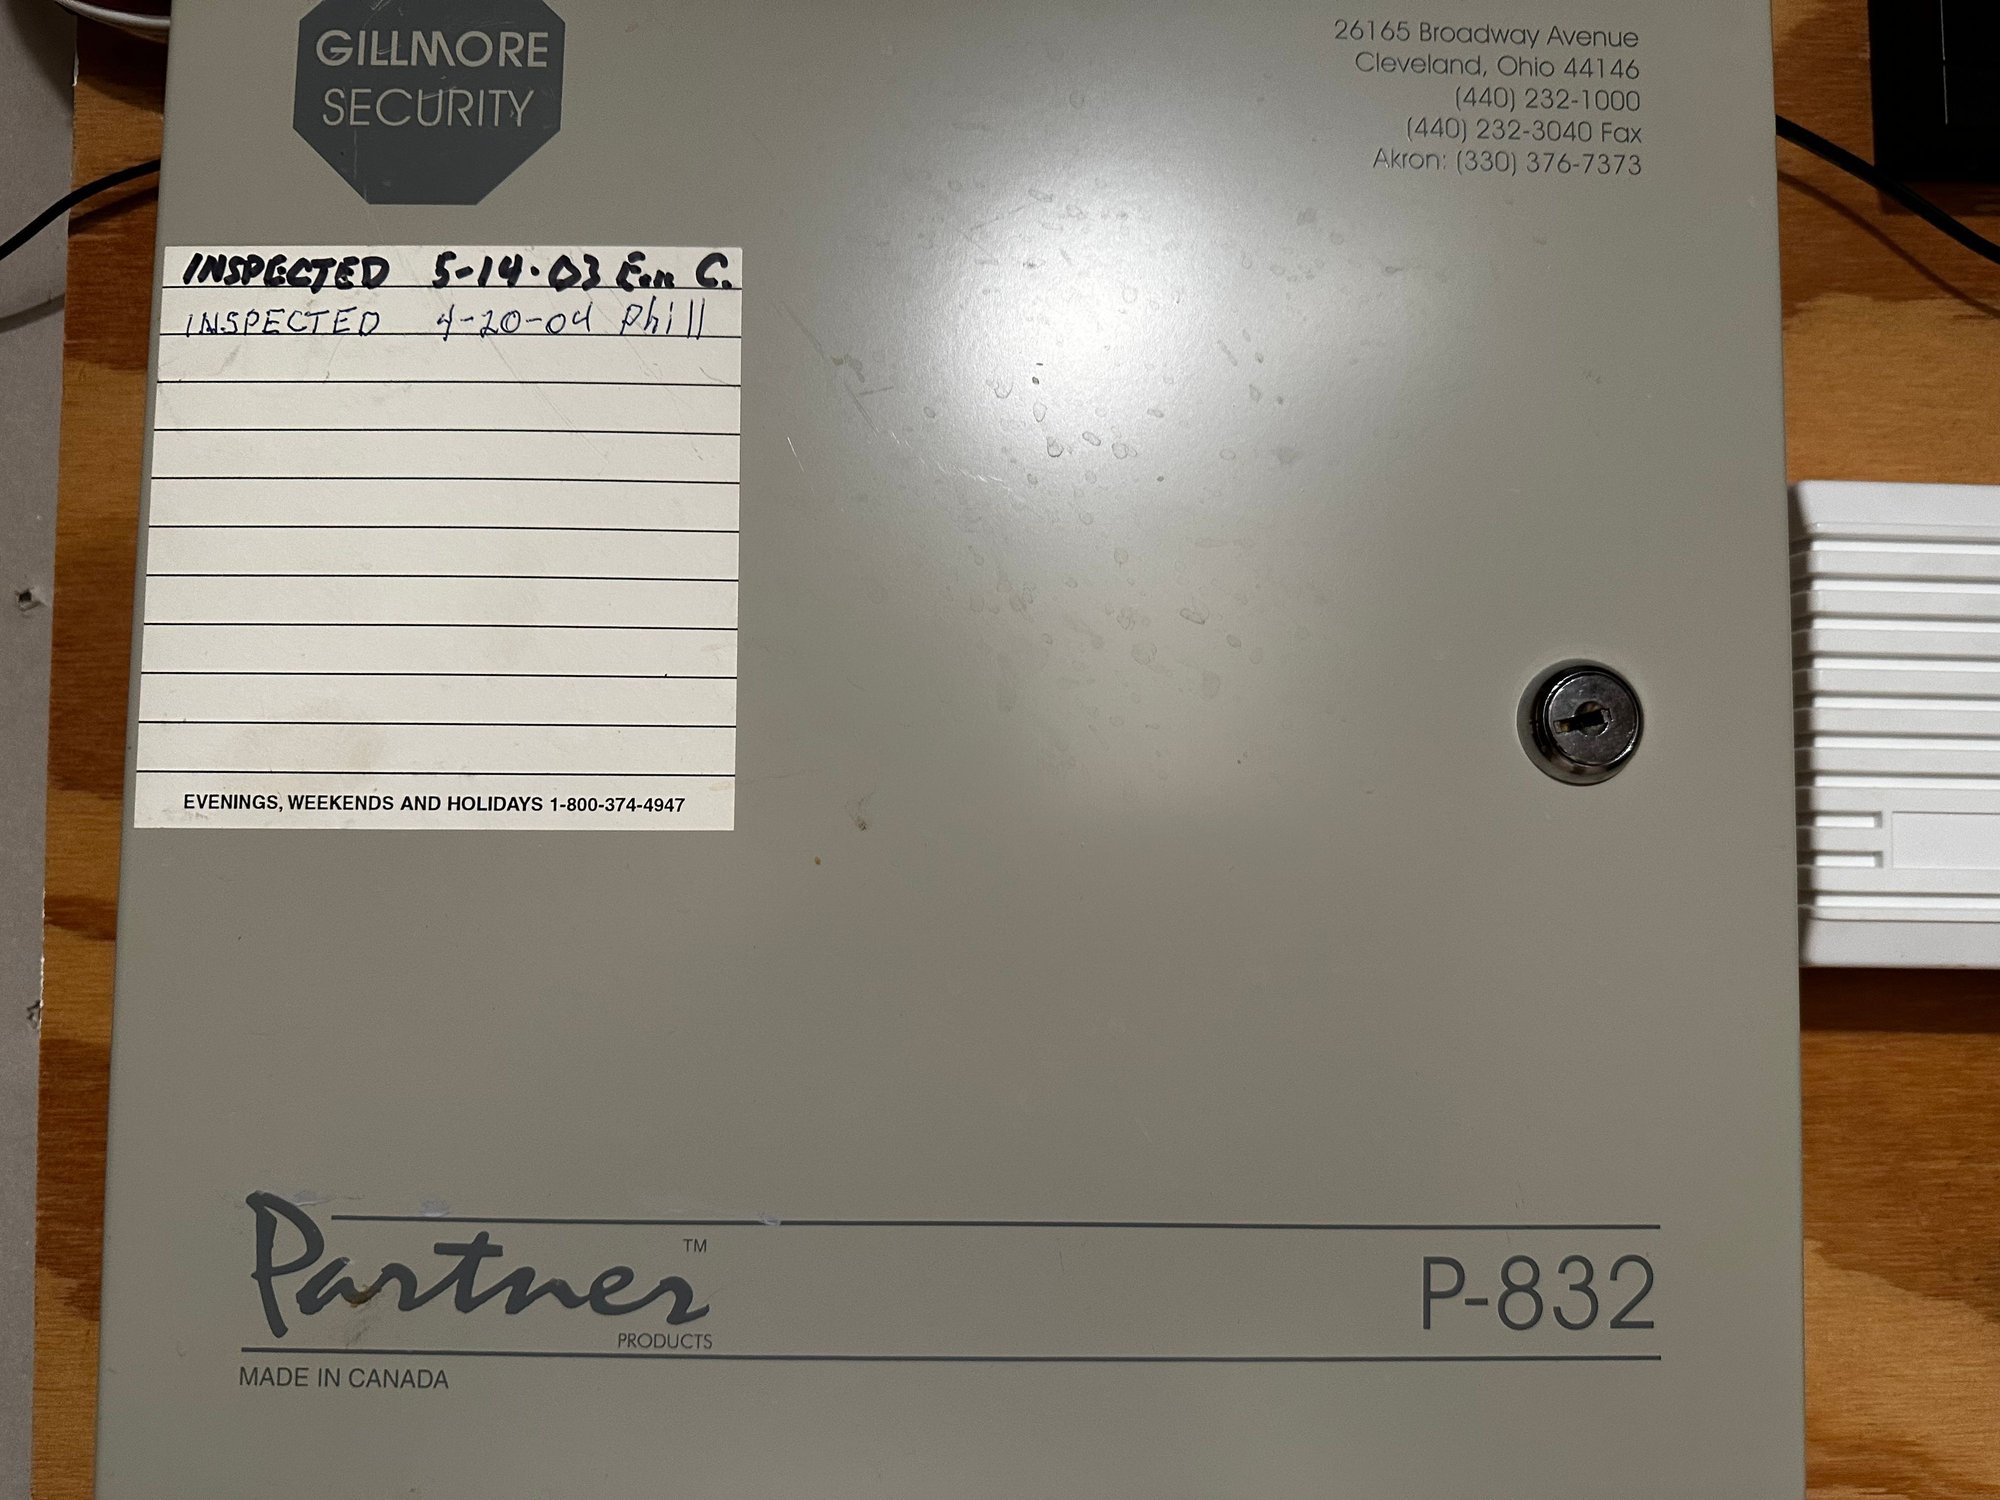 GILLMORE
SECURITY
26165 Broadway Avenue
Cleveland, Ohio 44146
(440) 232-1000
(440) 232-3040 Fax
Akron: (330) 376-7373
INSPECTED 5-14-03 C.
INSPECTED 4-20-04 Phill
EVENINGS, WEEKENDS AND HOLIDAYS 1-800-374-4947
Partner™
PRODUCTS
P-832
MADE IN CANADA